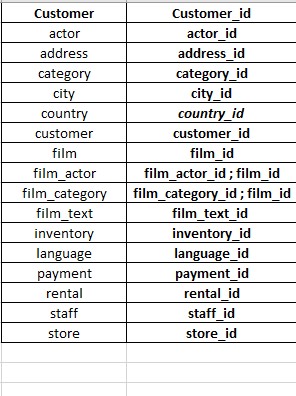 Customer Customer_id
actor actor_id
address address_id
category category_id
city city_id
country country_id
customer customer_id
film film_id
film_actor film_actor_id ; film_id
film_category film_category_id ; film_id
film_text film_text_id
inventory inventory_id
language language_id
payment payment_id
rental rental_id
staff staff_id
store store_id